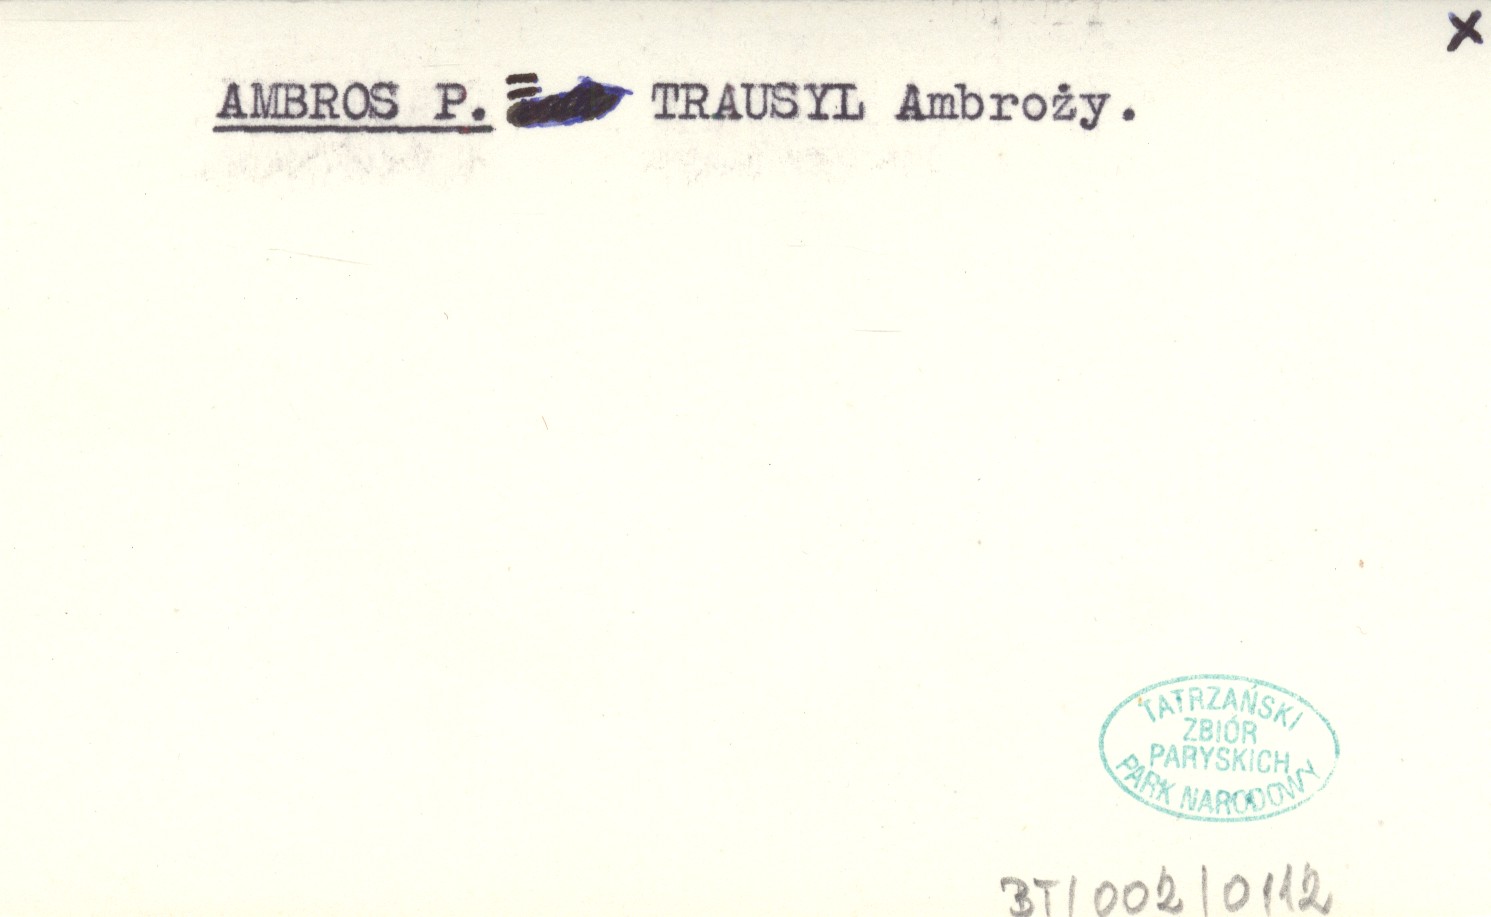 x
AMBROS P. = TRAUSYL Ambroży.
TATRZAŃSKI
ZBIÓR
PARYSKICH
PARK NARODOWY
BT/002/0112